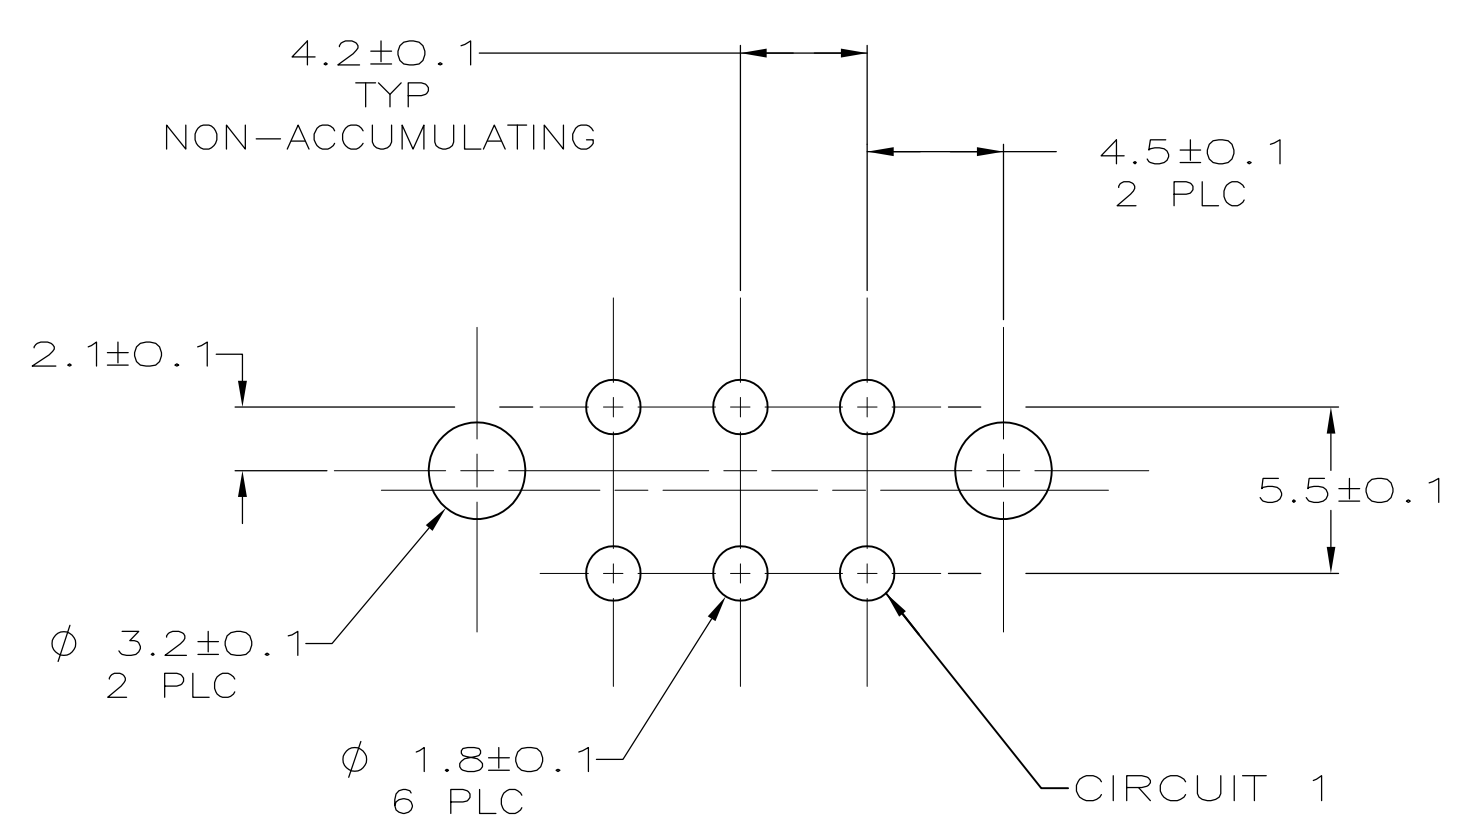 4.2±0.1
TYP
NON-ACCUMULATING
4.5±0.1
2 PLC
2.1±0.1
5.5±0.1
ϕ 3.2±0.1
2 PLC
ϕ 1.8±0.1
6 PLC
CIRCUIT 1